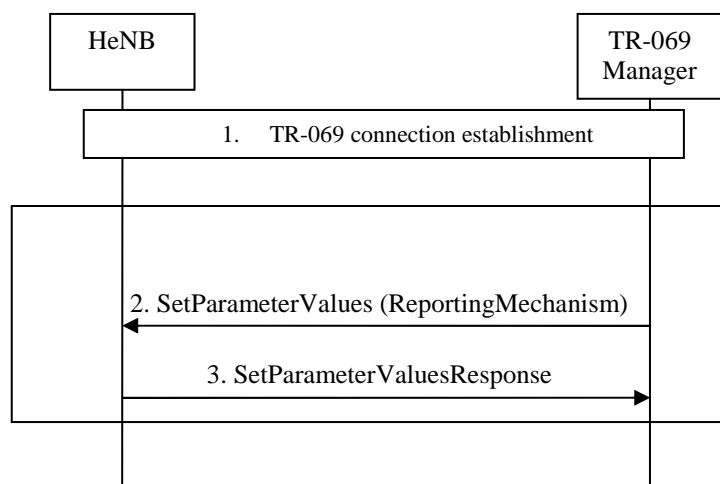 HeNB
TR-069
Manager
1. TR-069 connection establishment
2. SetParameterValues (ReportingMechanism)
3. SetParameterValuesResponse